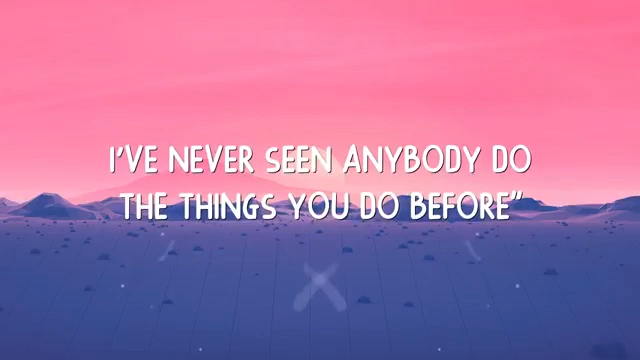 I'VE NEVER SEEN ANYBODY DO
THE THINGS YOU DO BEFORE"